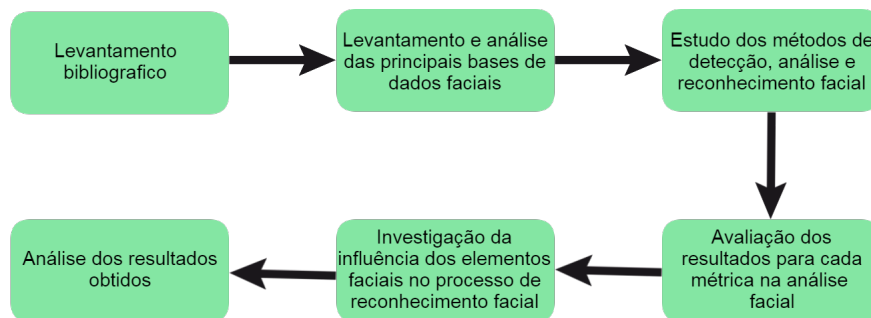 Levantamento
bibliografico
Levantamento e análise
das principais bases de
dados faciais
Estudo dos métodos de
detecção, análise e
reconhecimento facial
Avaliação dos
resultados para cada
métrica na análise
facial
Investigação da
influência dos elementos
faciais no processo de
reconhecimento facial
Análise dos resultados
obtidos